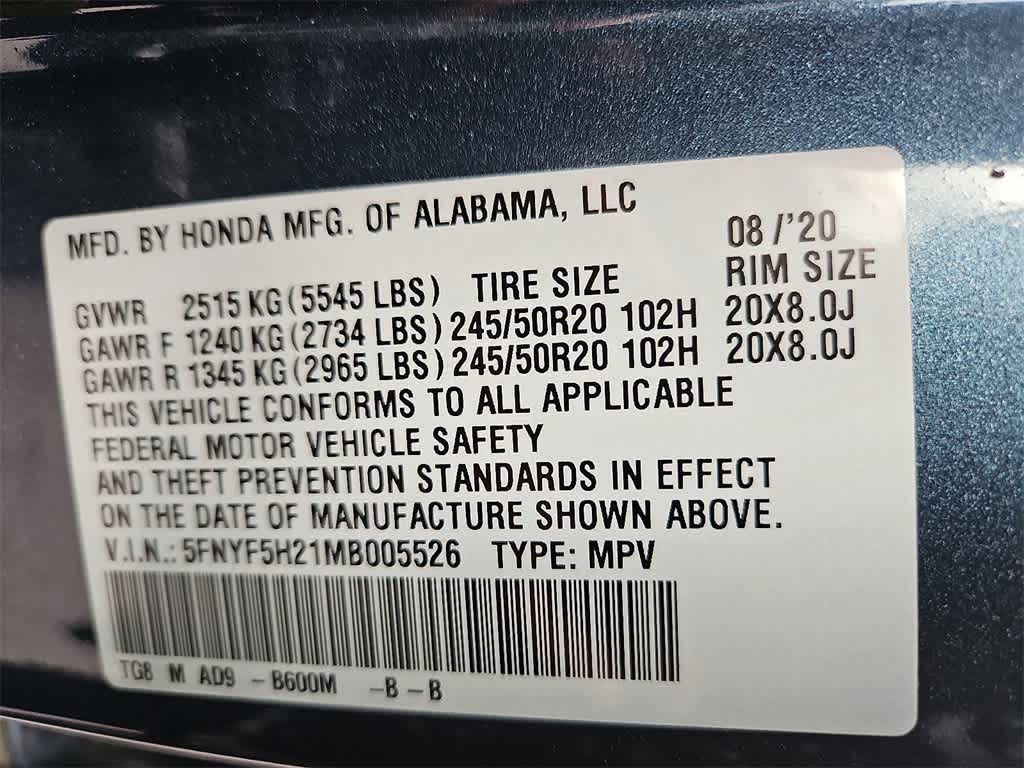 MFD. BY HONDA MFG. OF ALABAMA, LLC 08/'20
GVWR 2515 KG (5545 LBS) TIRE SIZE RIM SIZE
GAWR F 1240 KG (2734 LBS) 245/50R20 102H 20X8.0J
GAWR R 1345 KG (2965 LBS) 245/50R20 102H 20X8.0J
THIS VEHICLE CONFORMS TO ALL APPLICABLE
FEDERAL MOTOR VEHICLE SAFETY
AND THEFT PREVENTION STANDARDS IN EFFECT
ON THE DATE OF MANUFACTURE SHOWN ABOVE.
V.I.N.: 5FNYF5H21MB005526 TYPE: MPV
TG8 M AD9 - B600M - B - B